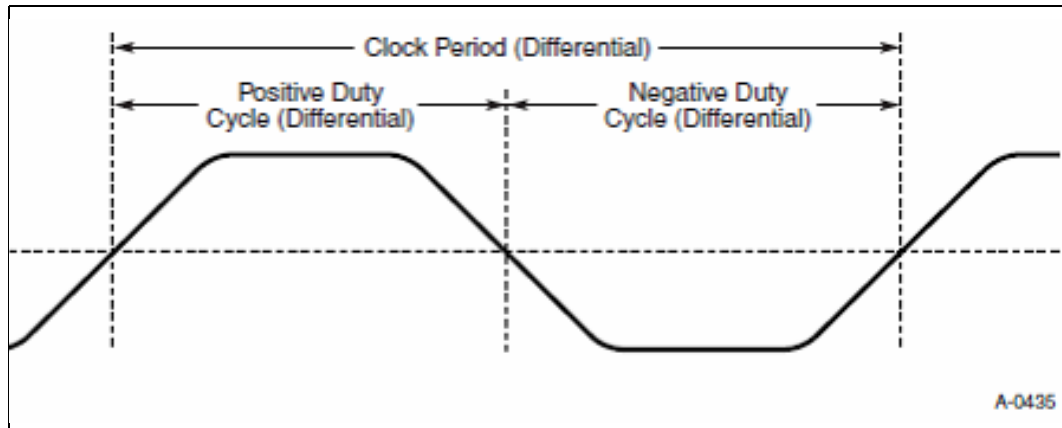 Clock Period (Differential)
Positive Duty
Cycle (Differential)
Negative Duty
Cycle (Differential)
A-0435